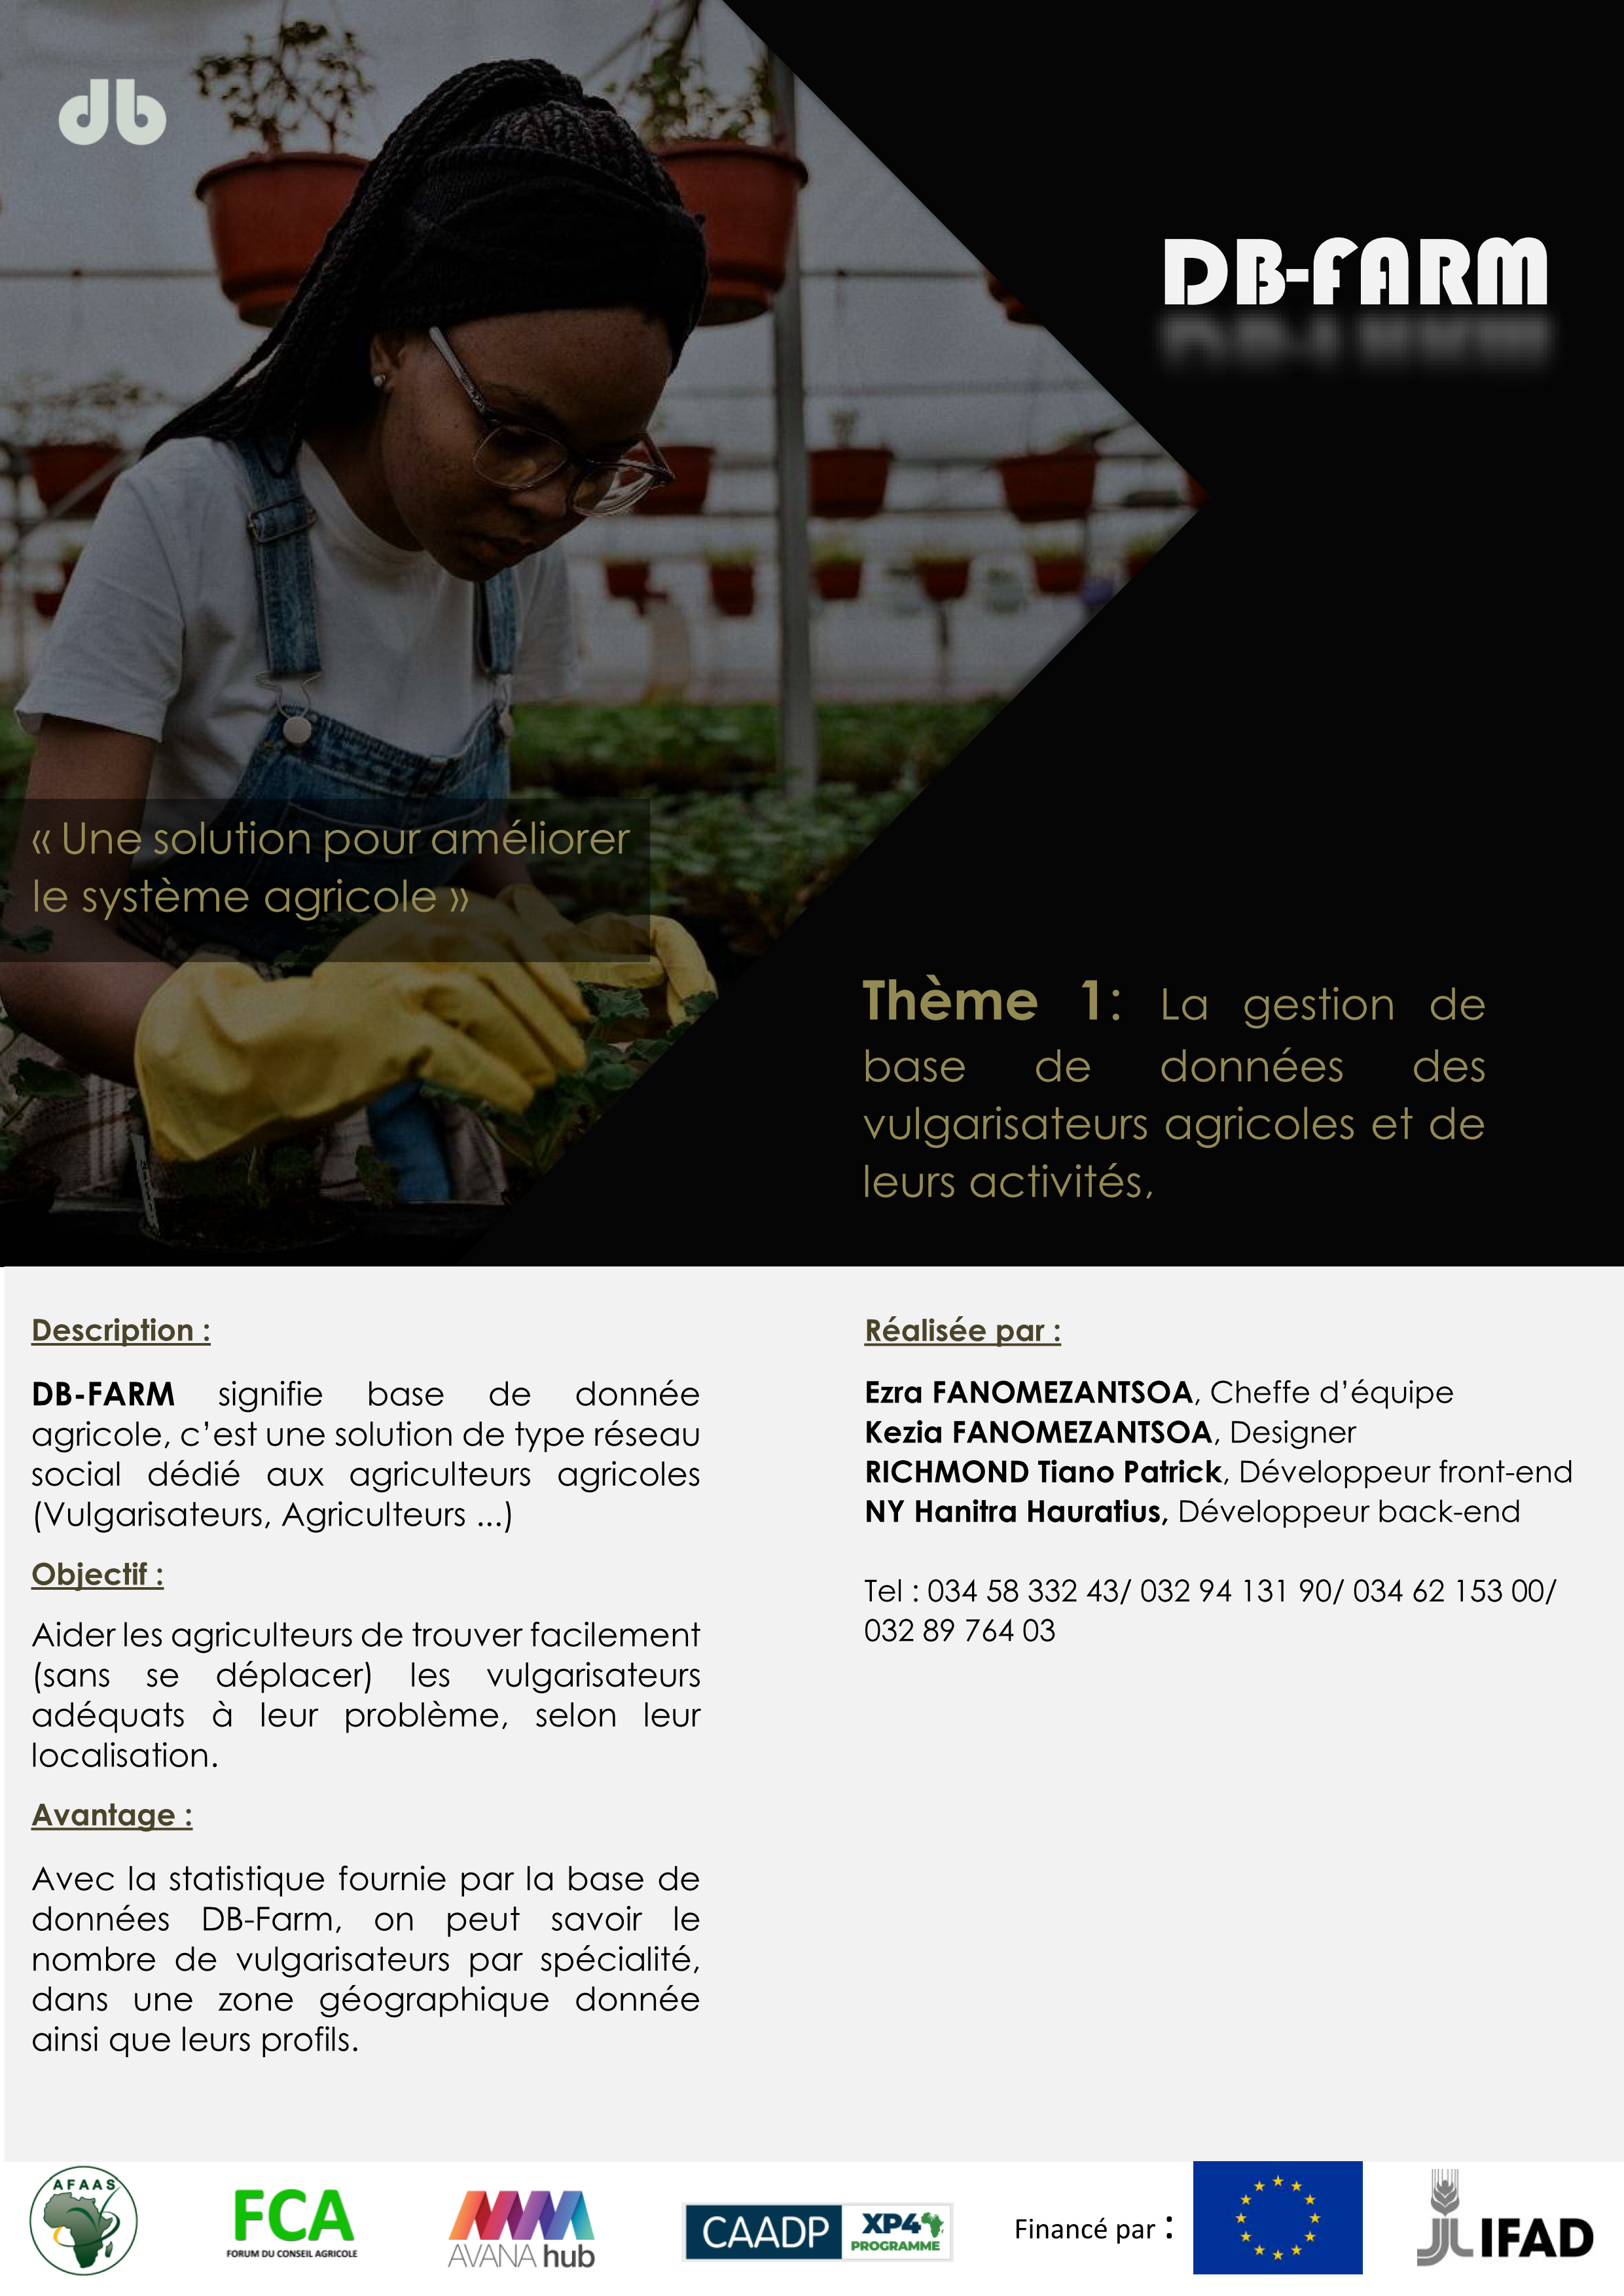 db
DB-FARM
« Une solution pour améliorer
le système agricole »
Thème 1: La gestion de
base de données des
vulgarisateurs agricoles et de
leurs activités,
Description :
DB-FARM signifie base de donnée
agricole, c’est une solution de type réseau
social dédié aux agriculteurs agricoles
(Vulgarisateurs, Agriculteurs ...)
Objectif :
Aider les agriculteurs de trouver facilement
(sans se déplacer) les vulgarisateurs
adéquats à leur problème, selon leur
localisation.
Avantage :
Avec la statistique fournie par la base de
données DB-Farm, on peut savoir le
nombre de vulgarisateurs par spécialité,
dans une zone géographique donnée
ainsi que leurs profils.
Réalisée par :
Ezra FANOMEZANTSOA, Cheffe d’équipe
Kezia FANOMEZANTSOA, Designer
RICHMOND Tiano Patrick, Développeur front-end
NY Hanitra Hauratius, Développeur back-end
Tel : 034 58 332 43/ 032 94 131 90/ 034 62 153 00/
032 89 764 03
AFAAS
FCA
FORUM DU CONSEIL AGRICOLE
AVANA hub
CAADP XP4
PROGRAMME
Financé par :
IFAD